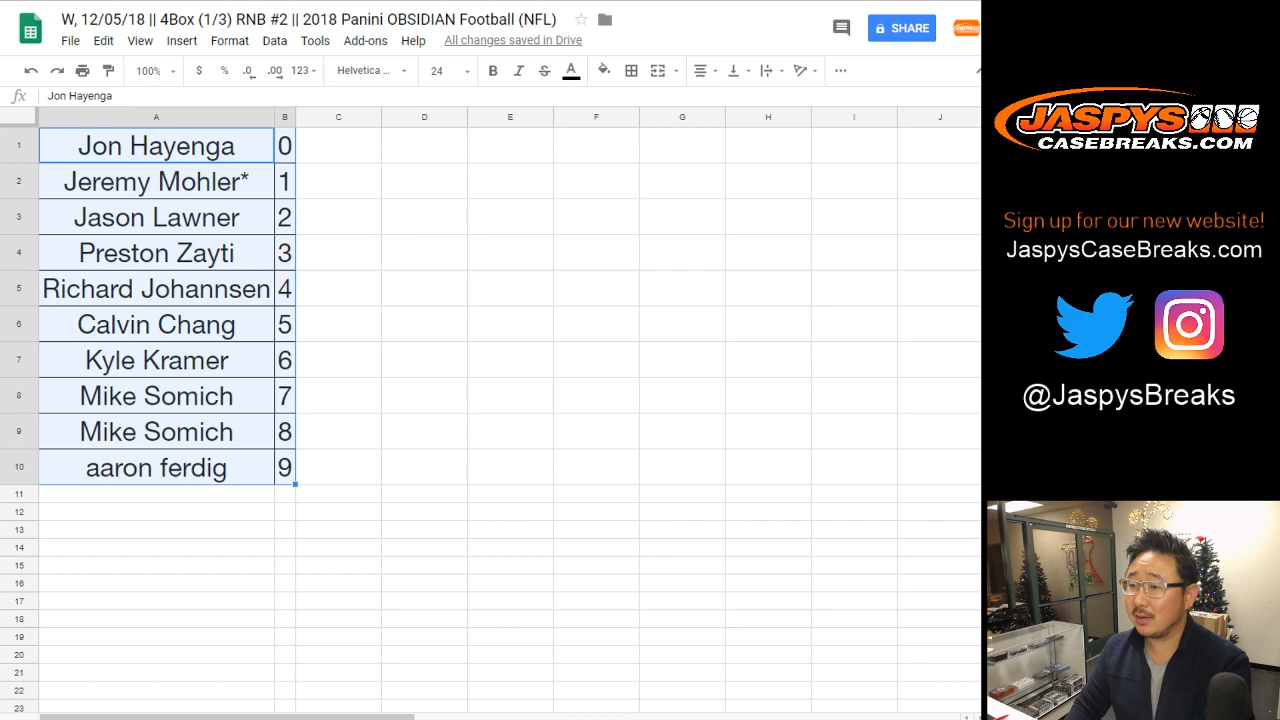 W, 12/05/18 || 4Box (1/3) RNB #2 || 2018 Panini OBSIDIAN Football (NFL)
File Edit View Insert Format Data Tools Add-ons Help All changes saved in Drive
SHARE
100% $ % .0 .00 123 Helvetica ... 24 B I S A
fx Jon Hayenga
A B C D E F G H I J
1 Jon Hayenga 0
2 Jeremy Mohler* 1
3 Jason Lawner 2
4 Preston Zayti 3
5 Richard Johannsen 4
6 Calvin Chang 5
7 Kyle Kramer 6
8 Mike Somich 7
9 Mike Somich 8
10 aaron ferdig 9
11
12
13
14
15
16
17
18
19
20
21
22
23
JASPYS
CASEBREAKS.COM
Sign up for our new website!
JaspysCaseBreaks.com
@JaspysBreaks